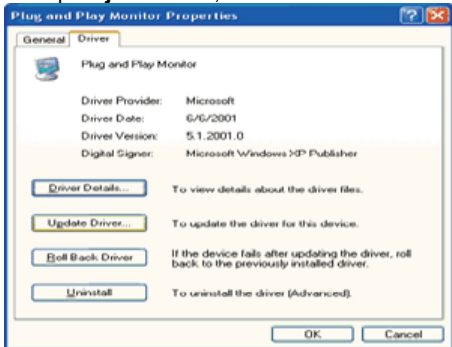 Plug and Play Monitor Properties
General Driver
Plug and Play Monitor
Driver Provider: Microsoft
Driver Date: 6/6/2001
Driver Version: 5.1.2001.0
Digital Signer: Microsoft Windows XP Publisher
Driver Details... To view details about the driver files.
Update Driver... To update the driver for this device.
Roll Back Driver If the device fails after updating the driver, roll
back to the previously installed driver.
Uninstall To uninstall the driver (Advanced).
OK Cancel